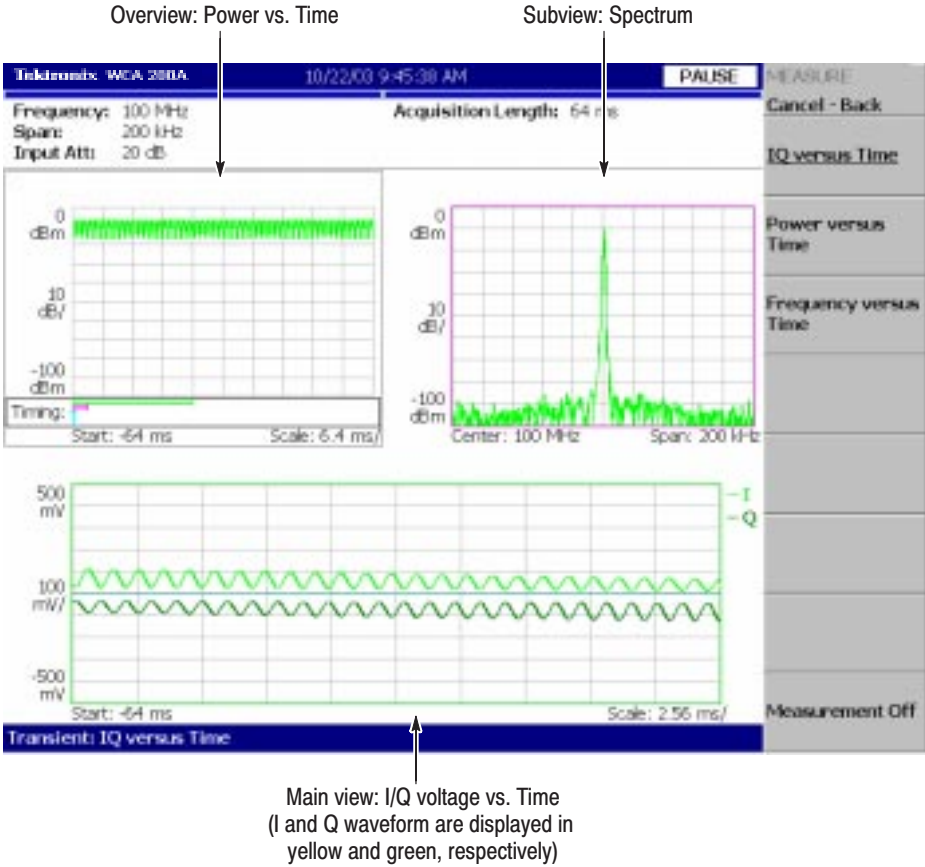 Overview: Power vs. Time
Subview: Spectrum
Tektronix WCA 200A
10/22/03 9:45:38 AM
PAUSE
MEASURE
Frequency: 100 MHz
Acquisition Length: 64 ms
Cancel - Back
Span: 200 kHz
Input Att: 20 dB
IQ versus Time
0
dBm
10
dB/
-100
dBm
Timing:
Start: -64 ms
Scale: 6.4 ms/
0
dBm
10
dB/
-100
dBm
Center: 100 MHz
Span: 200 kHz
Power versus
Time
Frequency versus
Time
500
mV
100
mV/
-500
mV
I
Q
Start: -64 ms
Scale: 2.56 ms/
Measurement Off
Transient: IQ versus Time
Main view: I/Q voltage vs. Time
(I and Q waveform are displayed in
yellow and green, respectively)